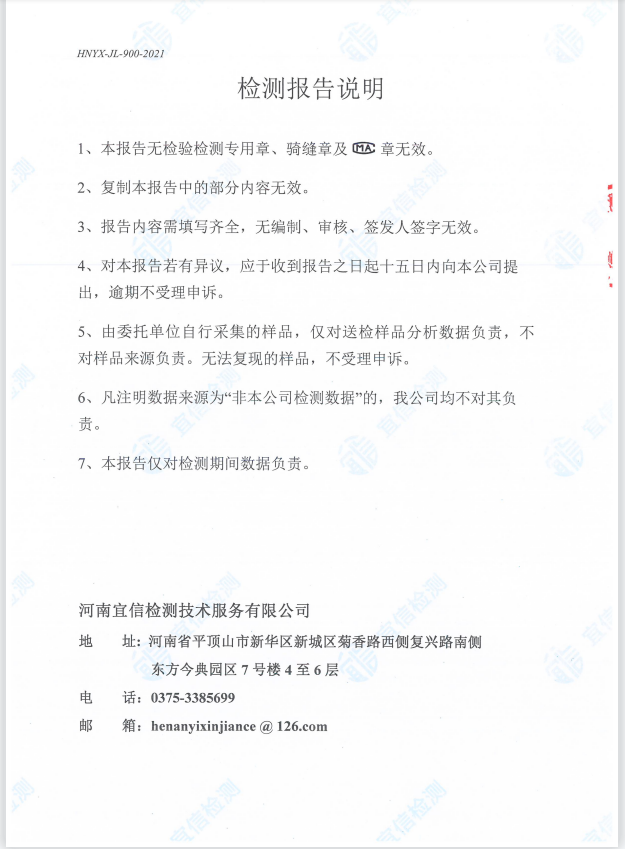 HNYX-JL-900-2021
检测报告说明
1、本报告无检验检测专用章、骑缝章及 MA 章无效。
2、复制本报告中的部分内容无效。
3、报告内容需填写齐全，无编制、审核、签发人签字无效。
4、对本报告若有异议，应于收到报告之日起十五日内向本公司提
出，逾期不受理申诉。
5、由委托单位自行采集的样品，仅对送检样品分析数据负责，不
对样品来源负责。无法复现的样品，不受理申诉。
6、凡注明数据来源为“非本公司检测数据”的，我公司均不对其负
责。
7、本报告仅对检测期间数据负责。
河南宜信检测技术服务有限公司
地　　址: 河南省平顶山市新华区新城区菊香路西侧复兴路南侧
东方今典园区 7 号楼 4 至 6 层
电　　话: 0375-3385699
邮　　箱: henanyixinjiance @ 126.com
宜信检测